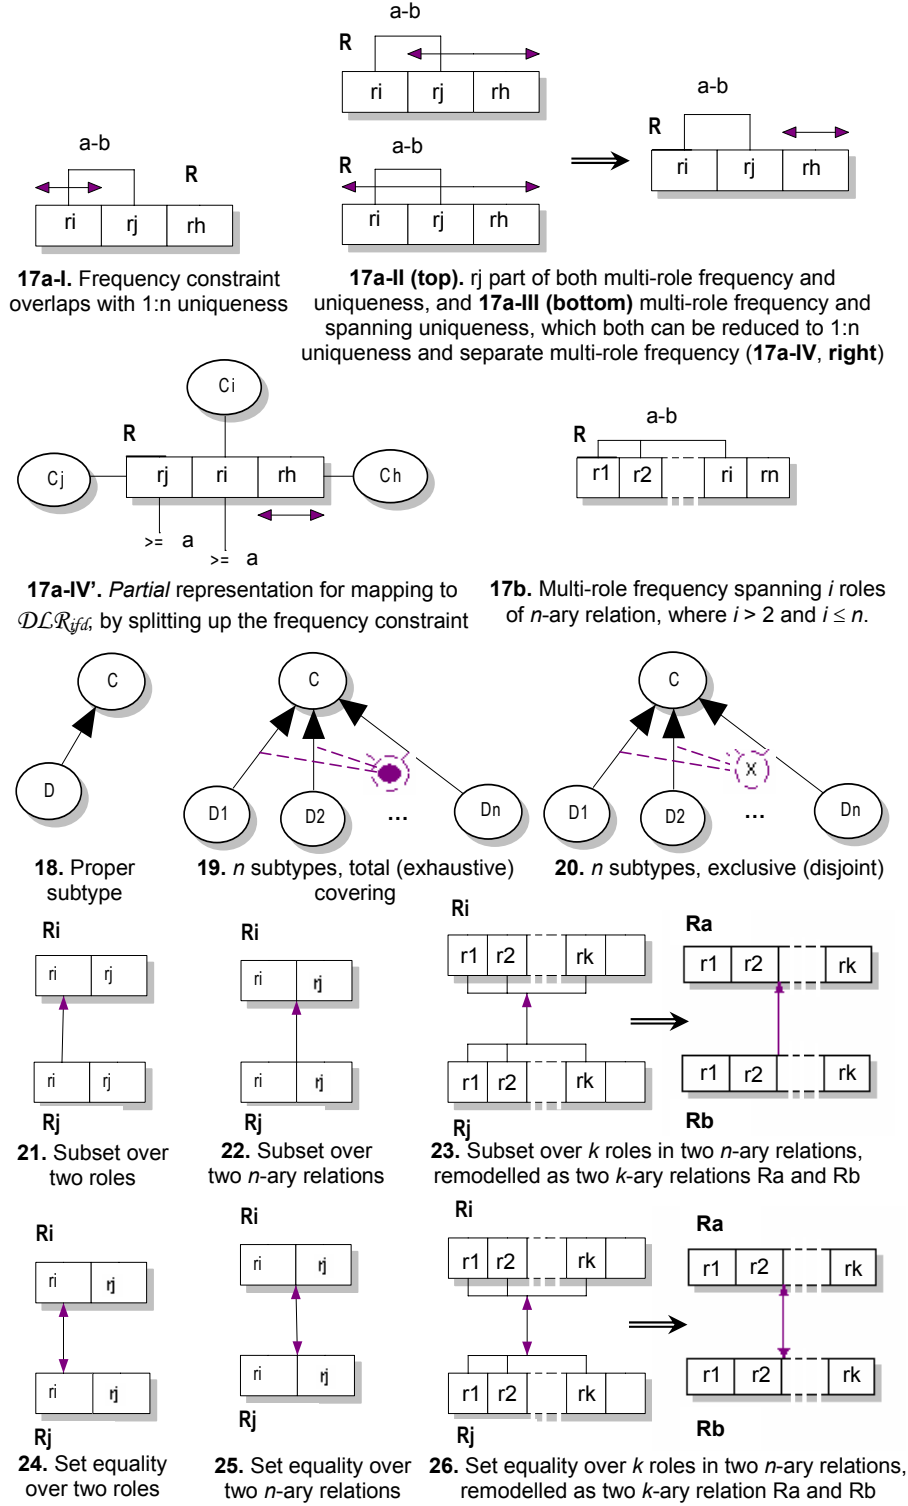 a-b
R
ri rj rh
a-b
R
ri rj rh
a-b
R
ri rj rh
a-b
R
ri rj rh
17a-I. Frequency constraint
overlaps with 1:n uniqueness
17a-II (top). rj part of both multi-role frequency and
uniqueness, and 17a-III (bottom) multi-role frequency and
spanning uniqueness, which both can be reduced to 1:n
uniqueness and separate multi-role frequency (17a-IV, right)
Ci
R
Cj
rj ri rh
Ch
>= a
>= a
a-b
R
r1 r2 ri rn
17a-IV'. Partial representation for mapping to
DLRifd, by splitting up the frequency constraint
17b. Multi-role frequency spanning i roles
of n-ary relation, where i > 2 and i ≤ n.
C
D
18. Proper
subtype
C
D1 D2 ... Dn
19. n subtypes, total (exhaustive)
covering
C
X
D1 D2 ... Dn
20. n subtypes, exclusive (disjoint)
Ri
ri rj
ri rj
Rj
21. Subset over
two roles
Ri
ri rj
ri rj
22. Subset over
two n-ary relations
Ri
r1 r2 rk
r1 r2 rk
Rj
Ra
r1 r2 rk
r1 r2 rk
Rb
23. Subset over k roles in two n-ary relations,
remodelled as two k-ary relations Ra and Rb
Ri
ri rj
ri rj
Rj
24. Set equality
over two roles
Ri
ri rj
ri rj
Rj
25. Set equality over
two n-ary relations
Ri
r1 r2 rk
r1 r2 rk
Rj
Ra
r1 r2 rk
r1 r2 rk
Rb
26. Set equality over k roles in two n-ary relations,
remodelled as two k-ary relation Ra and Rb